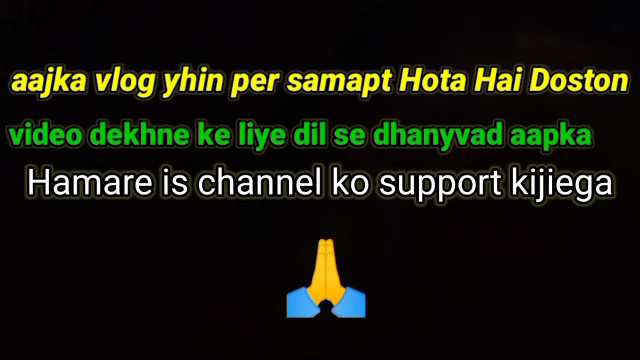 aajka vlog yhin per samapt Hota Hai Doston
video dekhne ke liye dil se dhanyvad aapka
Hamare is channel ko support kijiega